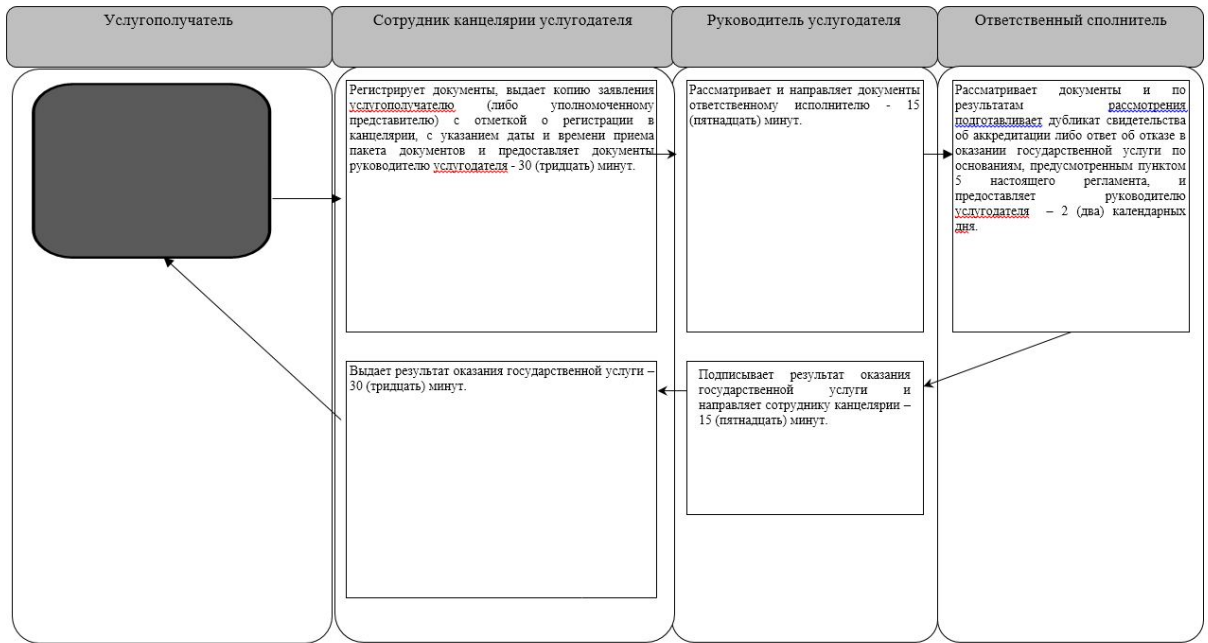 Услугополучатель
Сотрудник канцелярии услугодателя
Руководитель услугодателя
Ответственный сполнитель
Регистрирует документы, выдает копию заявления
услугополучателю (либо уполномоченному
представителю) с отметкой о регистрации в
канцелярии, с указанием даты и времени приема
пакета документов и предоставляет документы
руководителю услугодателя - 30 (тридцать) минут.
Рассматривает и направляет документы
ответственному исполнителю - 15
(пятнадцать) минут.
Рассматривает документы и по
результатам рассмотрения
подготавливает дубликат свидетельства
об аккредитации либо ответ об отказе в
оказании государственной услуги по
основаниям, предусмотренным пунктом
5 настоящего регламента, и
предоставляет руководителю
услугодателя – 2 (два) календарных
дня.
Выдает результат оказания государственной услуги –
30 (тридцать) минут.
Подписывает результат оказания
государственной услуги и
направляет сотруднику канцелярии –
15 (пятнадцать) минут.